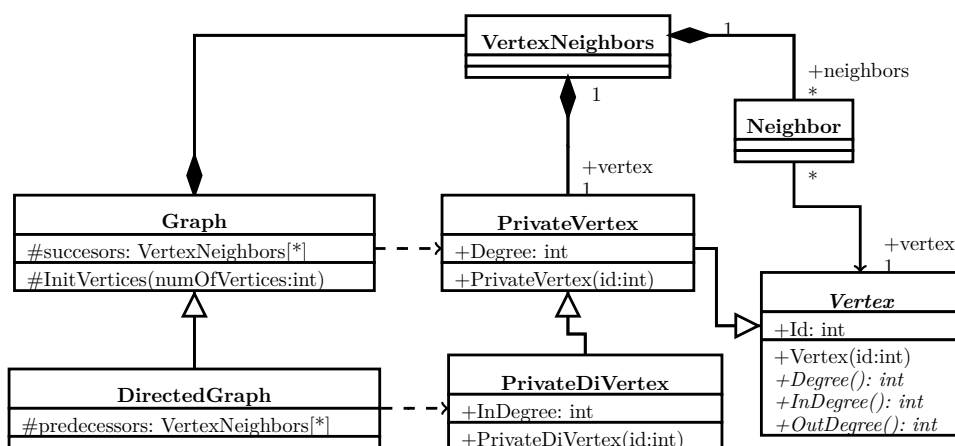 VertexNeighbors
1
1
+neighbors
*
Neighbor
*
+vertex
1
Graph
#succesors: VertexNeighbors[*]
#InitVertices(numOfVertices:int)
PrivateVertex
+Degree: int
+PrivateVertex(id:int)
+vertex
1
Vertex
+Id: int
+Vertex(id:int)
+Degree(): int
+InDegree(): int
+OutDegree(): int
DirectedGraph
#predecessors: VertexNeighbors[*]
PrivateDiVertex
+InDegree: int
+PrivateDiVertex(id:int)